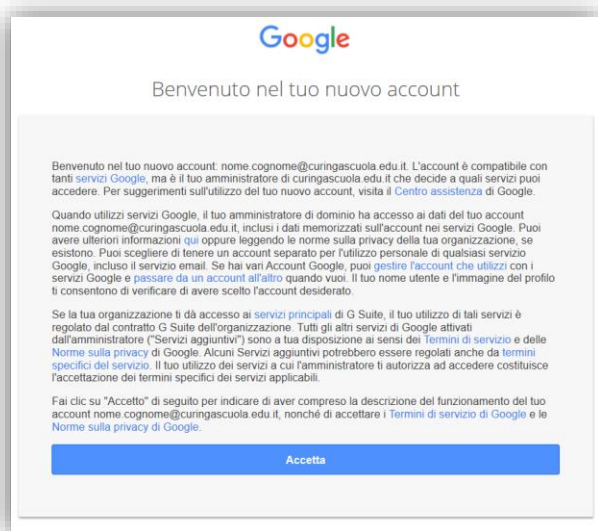 Google
Benvenuto nel tuo nuovo account
Benvenuto nel tuo nuovo account: nome.cognome@curingascuola.edu.it. L'account è compatibile con
tanti servizi Google, ma è il tuo amministratore di curingascuola.edu.it che decide a quali servizi puoi
accedere. Per suggerimenti sull'utilizzo del tuo nuovo account, visita il Centro assistenza di Google.
Quando utilizzi servizi Google, il tuo amministratore di dominio ha accesso ai dati del tuo account
nome.cognome@curingascuola.edu.it, inclusi i dati memorizzati sull'account nei servizi Google. Puoi
avere ulteriori informazioni qui oppure leggendo le norme sulla privacy della tua organizzazione, se
esistono. Puoi scegliere di tenere un account separato per l'utilizzo personale di qualsiasi servizio
Google, incluso il servizio email. Se hai vari Account Google, puoi gestire l'account che utilizzi con i
servizi Google e passare da un account all'altro quando vuoi. Il tuo nome utente e l'immagine del profilo
ti consentono di verificare di avere scelto l'account desiderato.
Se la tua organizzazione ti dà accesso ai servizi principali di G Suite, il tuo utilizzo di tali servizi è
regolato dal contratto G Suite dell'organizzazione. Tutti gli altri servizi di Google attivati
dall'amministratore ("Servizi aggiuntivi") sono a tua disposizione ai sensi dei Termini di servizio e delle
Norme sulla privacy di Google. Alcuni Servizi aggiuntivi potrebbero essere regolati anche da termini
specifici del servizio. Il tuo utilizzo dei servizi a cui l'amministratore ti autorizza ad accedere costituisce
l'accettazione dei termini specifici dei servizi applicabili.
Fai clic su "Accetto" di seguito per indicare di aver compreso la descrizione del funzionamento del tuo
account nome.cognome@curingascuola.edu.it, nonché di accettare i Termini di servizio di Google e le
Norme sulla privacy di Google.
Accetta